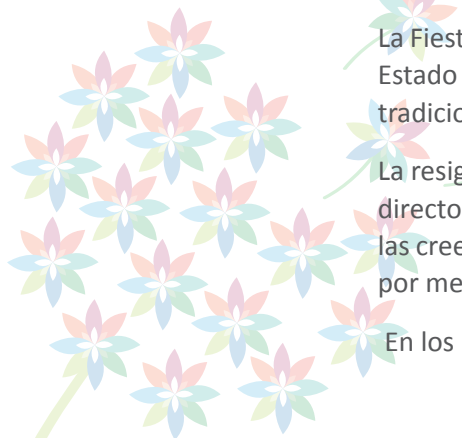 La Fiest
Estado
tradicio
La resig
directo
las cree
por me
En los